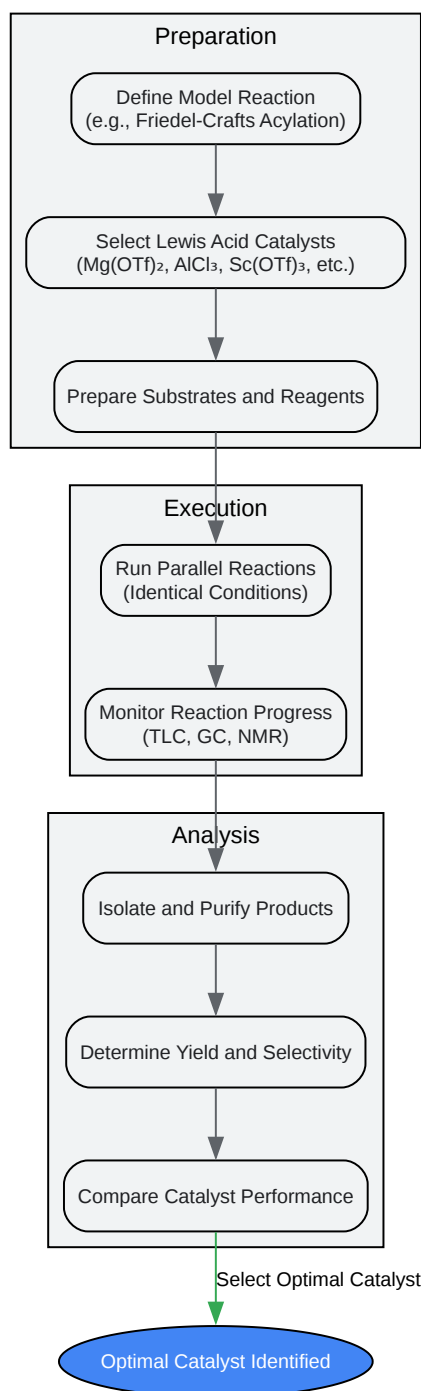 Preparation
Define Model Reaction
(e.g., Friedel-Crafts Acylation)
Select Lewis Acid Catalysts
(Mg(OTf)₂, AlCl₃, Sc(OTf)₃, etc.)
Prepare Substrates and Reagents
Execution
Run Parallel Reactions
(Identical Conditions)
Monitor Reaction Progress
(TLC, GC, NMR)
Analysis
Isolate and Purify Products
Determine Yield and Selectivity
Compare Catalyst Performance
Select Optimal Catalyst
Optimal Catalyst Identified